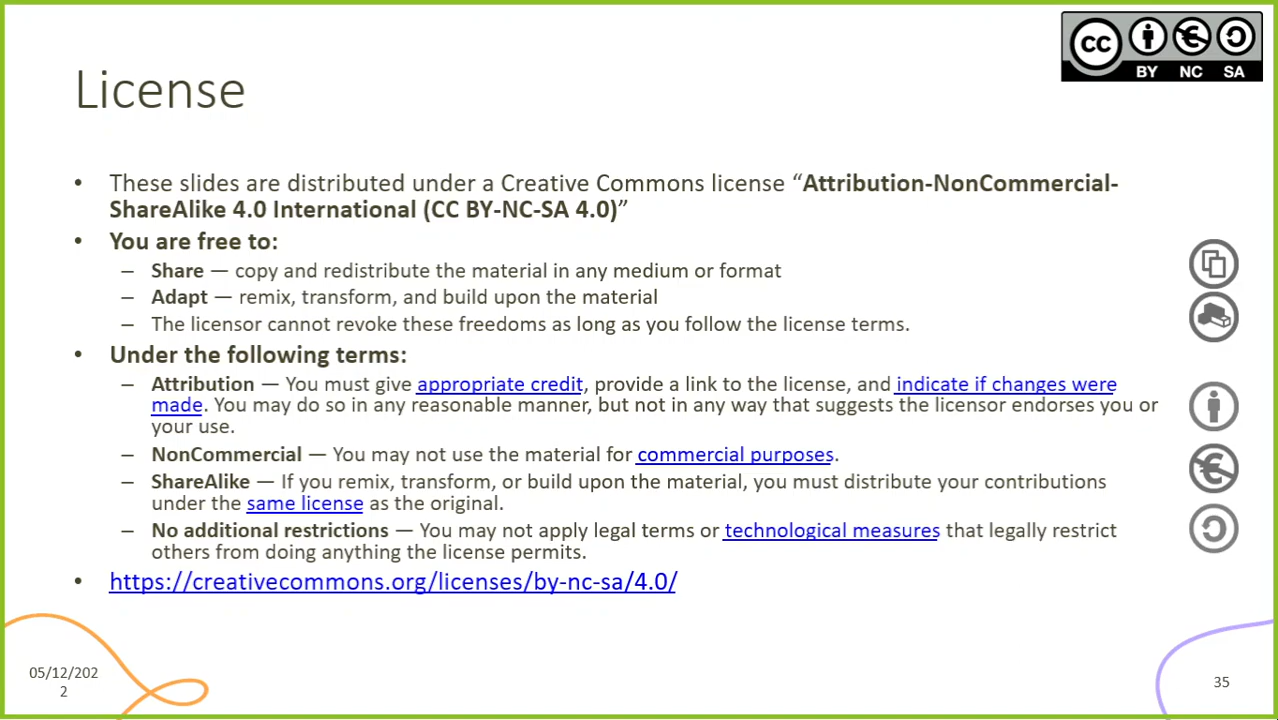 CC BY NC SA
License
• These slides are distributed under a Creative Commons license “Attribution-NonCommercial-
ShareAlike 4.0 International (CC BY-NC-SA 4.0)”
• You are free to:
– Share — copy and redistribute the material in any medium or format
– Adapt — remix, transform, and build upon the material
– The licensor cannot revoke these freedoms as long as you follow the license terms.
• Under the following terms:
– Attribution — You must give appropriate credit, provide a link to the license, and indicate if changes were
made. You may do so in any reasonable manner, but not in any way that suggests the licensor endorses you or
your use.
– NonCommercial — You may not use the material for commercial purposes.
– ShareAlike — If you remix, transform, or build upon the material, you must distribute your contributions
under the same license as the original.
– No additional restrictions — You may not apply legal terms or technological measures that legally restrict
others from doing anything the license permits.
• https://creativecommons.org/licenses/by-nc-sa/4.0/
05/12/202
2
35